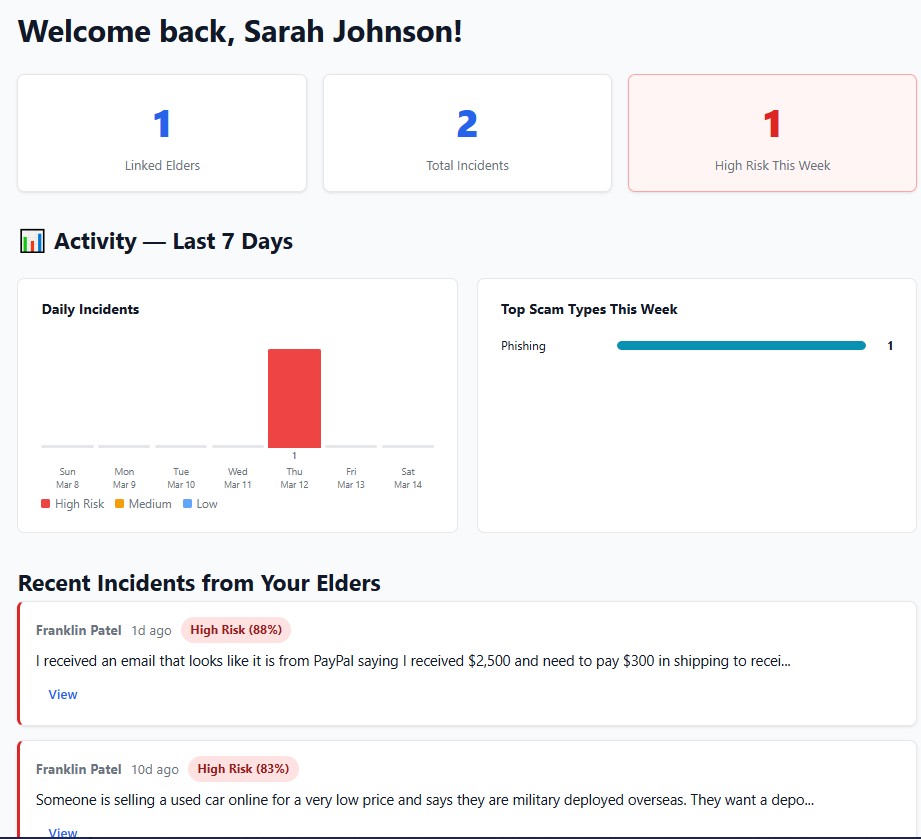 Welcome back, Sarah Johnson!
1
Linked Elders
2
Total Incidents
1
High Risk This Week
Activity — Last 7 Days
Daily Incidents
1
Sun Mon Tue Wed Thu Fri Sat
Mar 8 Mar 9 Mar 10 Mar 11 Mar 12 Mar 13 Mar 14
High Risk Medium Low
Top Scam Types This Week
Phishing 1
Recent Incidents from Your Elders
Franklin Patel 1d ago High Risk (88%)
I received an email that looks like it is from PayPal saying I received $2,500 and need to pay $300 in shipping to recei...
View
Franklin Patel 10d ago High Risk (83%)
Someone is selling a used car online for a very low price and says they are military deployed overseas. They want a depo...
View